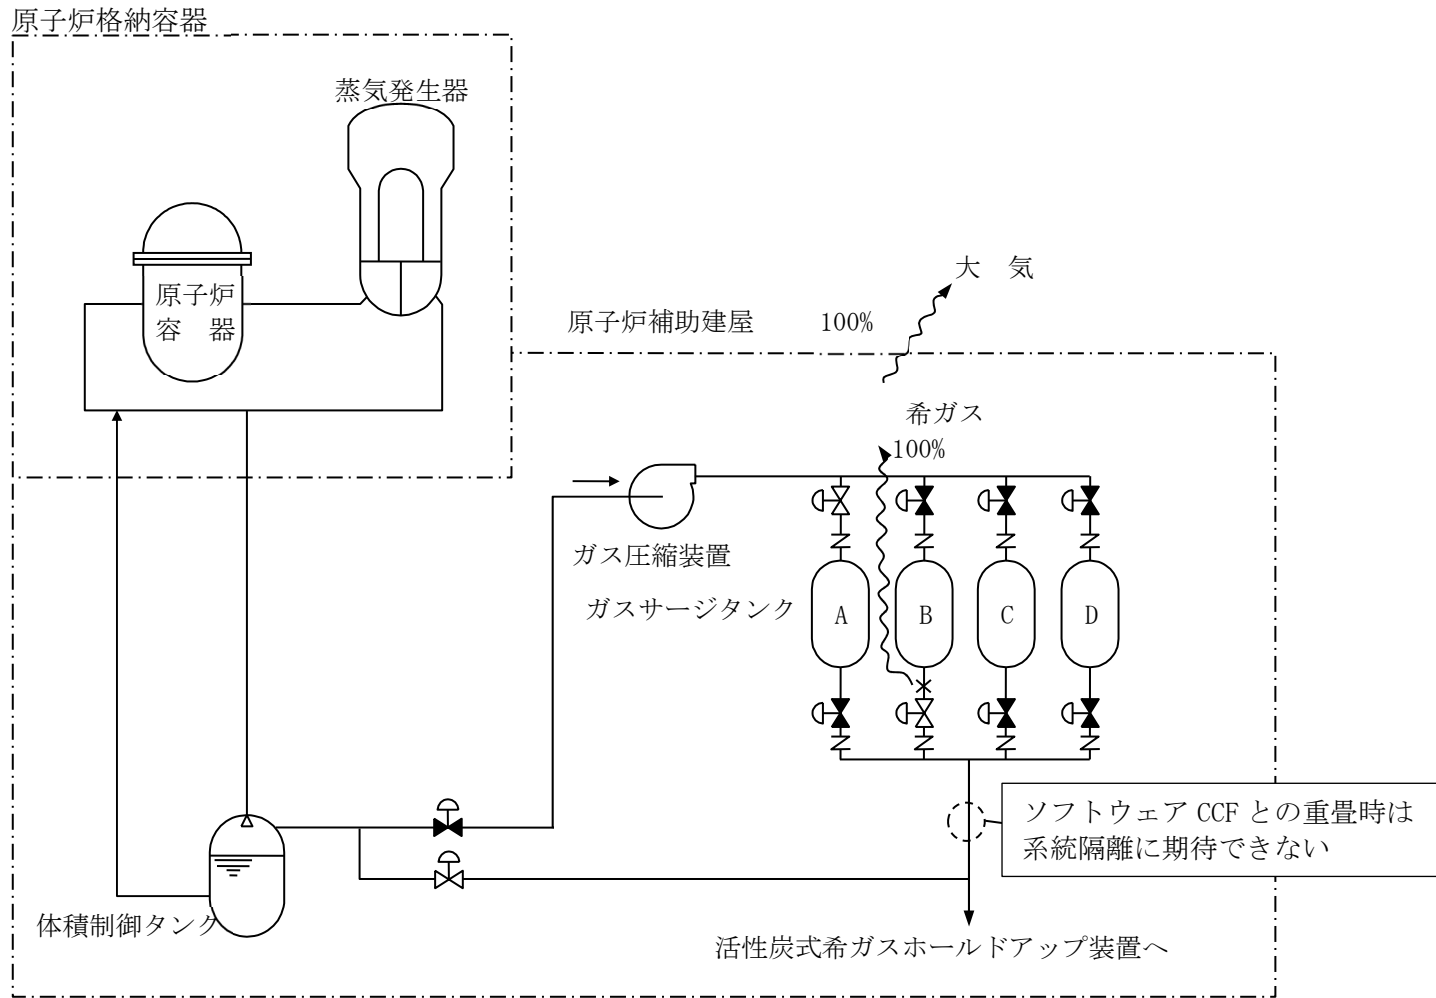 原子炉格納容器
蒸気発生器
原子炉
容　器
大　気
原子炉補助建屋
100%
希ガス
100%
ガス圧縮装置
ガスサージタンク
A
B
C
D
ソフトウェア CCF との重畳時は
系統隔離に期待できない
体積制御タンク
活性炭式希ガスホールドアップ装置へ